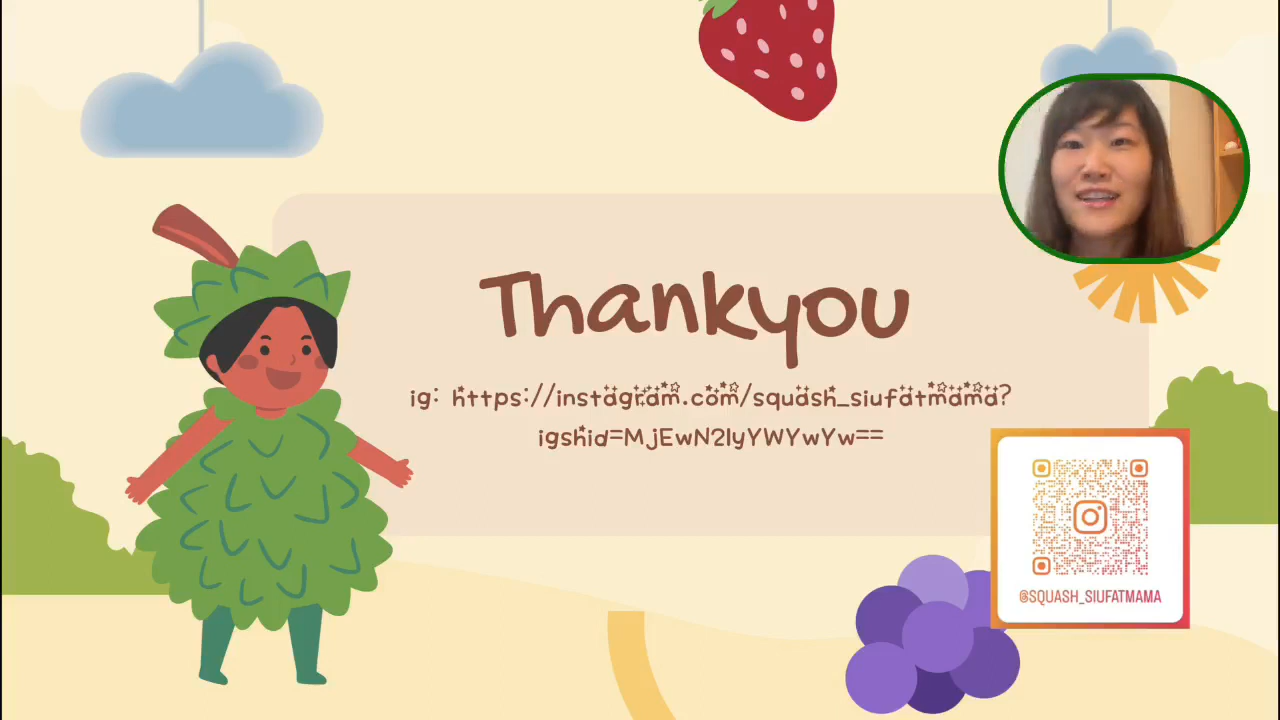 Thankyou
ig: https://instagram.com/squash_siufatmama?
igshid=MjEwN2IyYWYwYw==
@SQUASH_SIUFATMAMA